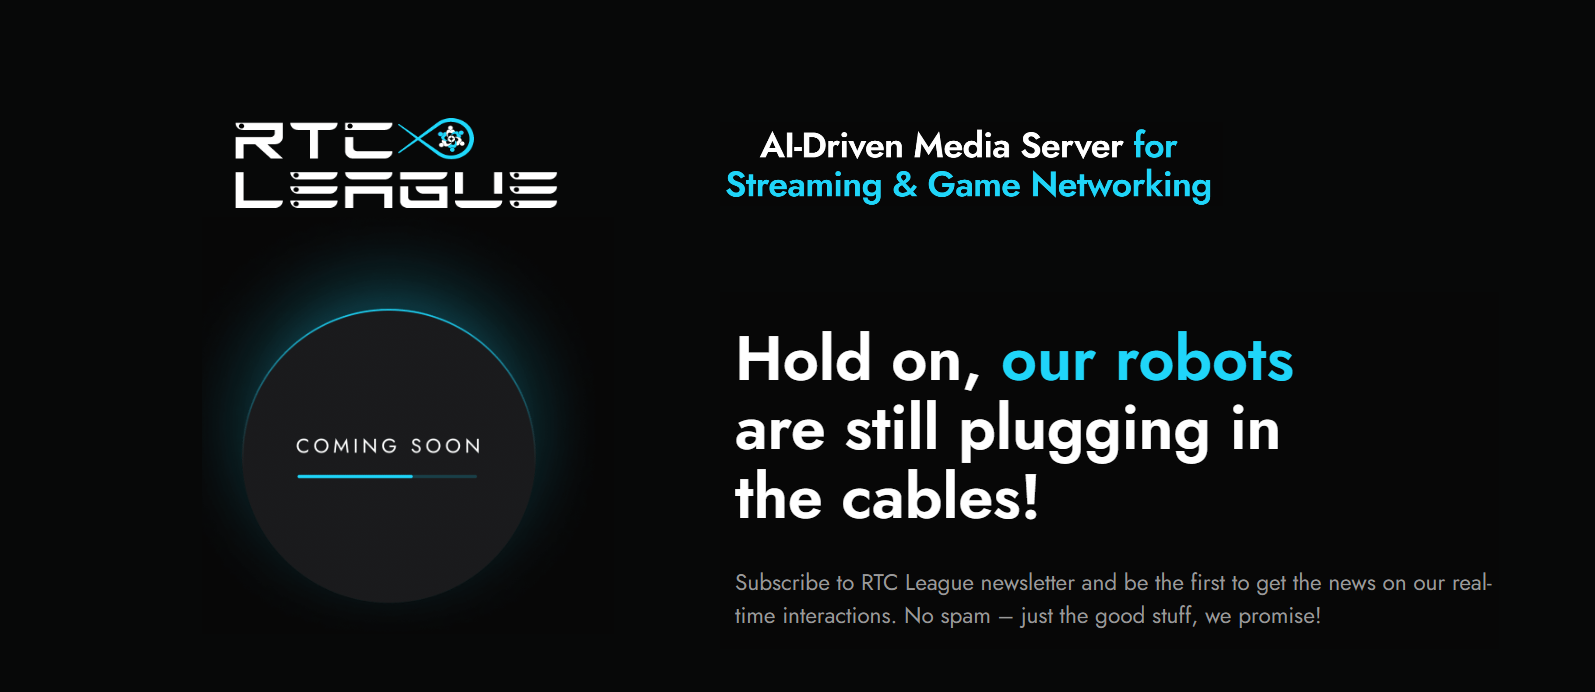 RTC
LEAGUE
AI-Driven Media Server for
Streaming & Game Networking
COMING SOON
Hold on, our robots
are still plugging in
the cables!
Subscribe to RTC League newsletter and be the first to get the news on our real-
time interactions. No spam – just the good stuff, we promise!